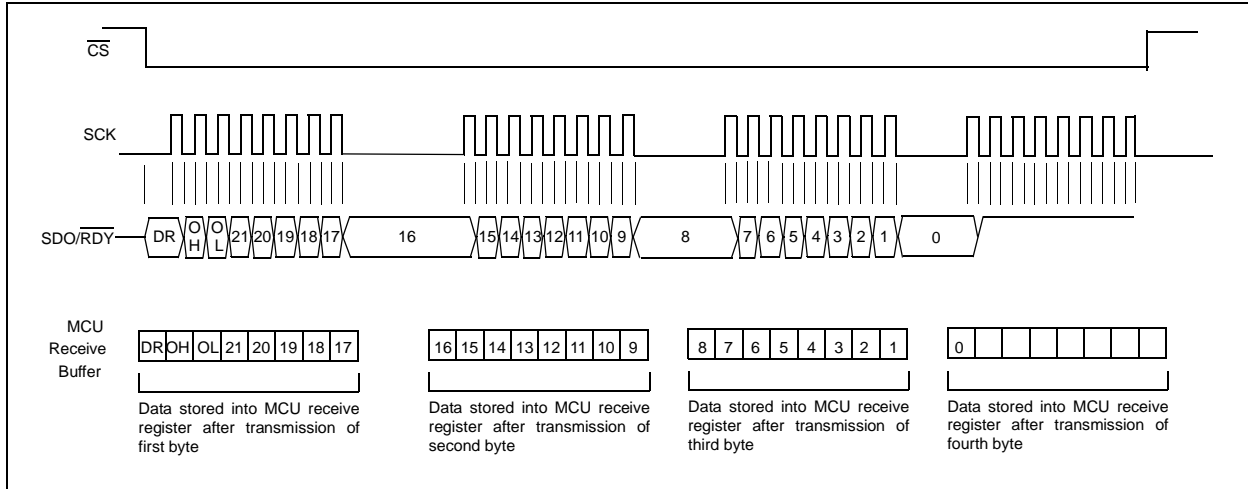 CS
SCK
SDO/RDY
DR OH OL 21 20 19 18 17 16 15 14 13 12 11 10 9 8 7 6 5 4 3 2 1 0
MCU
Receive
Buffer
DR OH OL 21 20 19 18 17
16 15 14 13 12 11 10 9
8 7 6 5 4 3 2 1
0
Data stored into MCU receive
register after transmission of
first byte
Data stored into MCU receive
register after transmission of
second byte
Data stored into MCU receive
register after transmission of
third byte
Data stored into MCU receive
register after transmission of
fourth byte